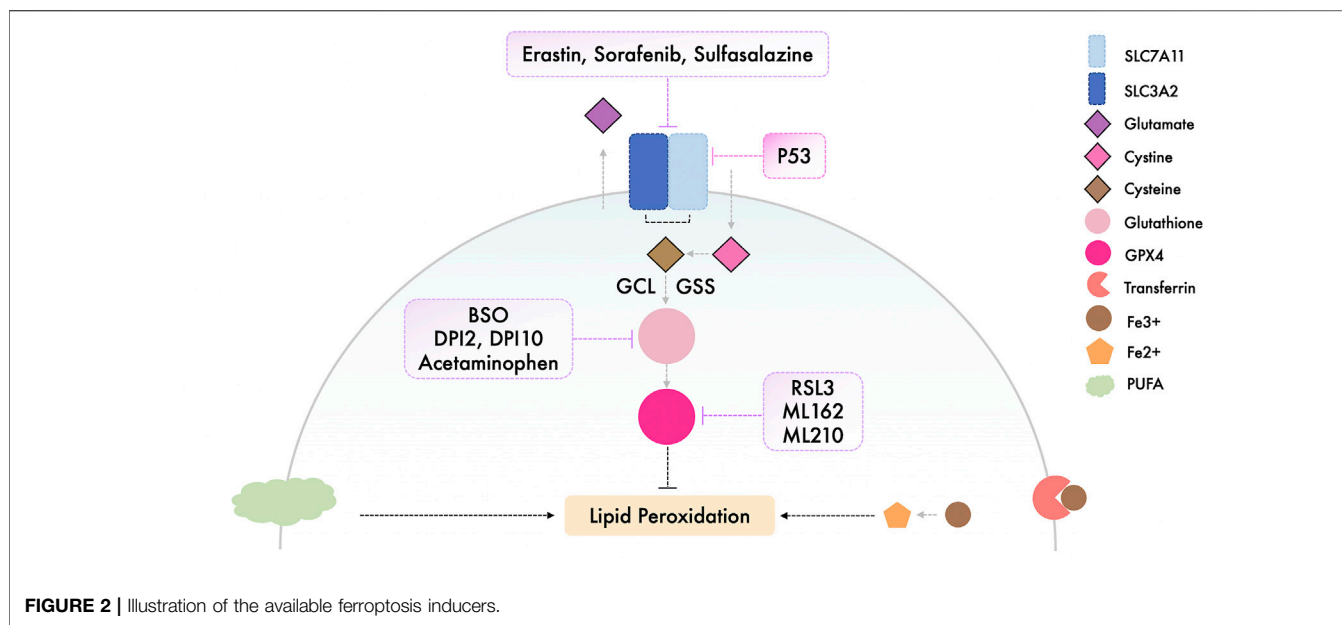 Erastin, Sorafenib, Sulfasalazine
P53
GCL GSS
BSO
DPI2, DPI10
Acetaminophen
RSL3
ML162
ML210
Lipid Peroxidation
SLC7A11
SLC3A2
Glutamate
Cystine
Cysteine
Glutathione
GPX4
Transferrin
Fe3+
Fe2+
PUFA
FIGURE 2 | Illustration of the available ferroptosis inducers.